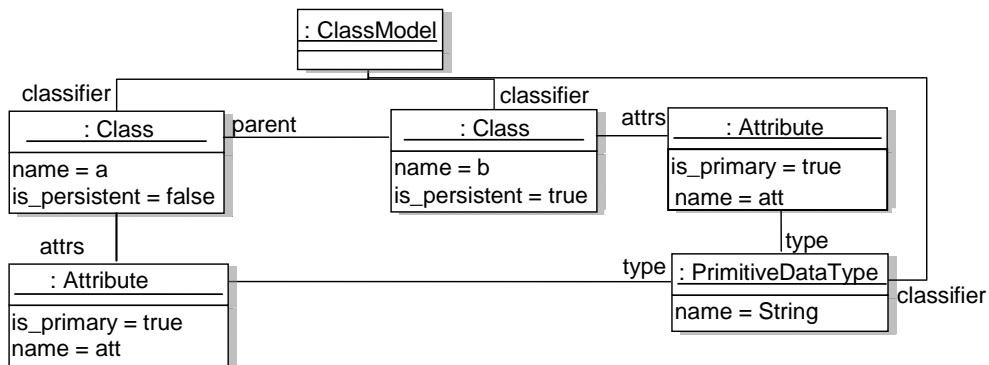 : ClassModel
classifier
classifier
: Class
name = a
is_persistent = false
parent
: Class
name = b
is_persistent = true
attrs
: Attribute
is_primary = true
name = att
attrs
type
: Attribute
is_primary = true
name = att
type
: PrimitiveDataType
name = String
classifier